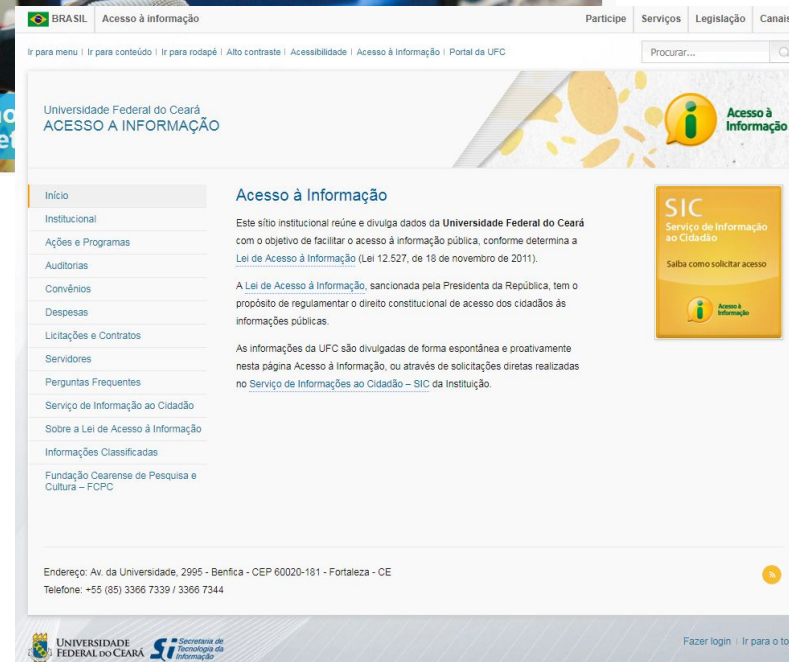 BRASIL Acesso à informação Participe Serviços Legislação Canais
Ir para menu | Ir para conteúdo | Ir para rodapé | Alto contraste | Acessibilidade | Acesso à Informação | Portal da UFC
Procurar...
Universidade Federal do Ceará
ACESSO A INFORMAÇÃO
Acesso à
Informação
Início
Institucional
Ações e Programas
Auditorias
Convênios
Despesas
Licitações e Contratos
Servidores
Perguntas Frequentes
Serviço de Informação ao Cidadão
Sobre a Lei de Acesso á Informação
Informações Classificadas
Fundação Cearense de Pesquisa e
Cultura – FCPC
Acesso à Informação
Este sítio institucional reúne e divulga dados da Universidade Federal do Ceará
com o objetivo de facilitar o acesso à informação pública, conforme determina a
Lei de Acesso á Informação (Lei 12.527, de 18 de novembro de 2011).
A Lei de Acesso á Informação, sancionada pela Presidenta da República, tem o
propósito de regulamentar o direito constitucional de acesso dos cidadãos ás
informações públicas.
As informações da UFC são divulgadas de forma espontânea e proativamente
nesta página Acesso à Informação, ou através de solicitações diretas realizadas
no Serviço de Informações ao Cidadão – SIC da Instituição.
SIC
Serviço de Informação
ao Cidadão
Saiba como solicitar acesso
Acesso à
Informação
Endereço: Av. da Universidade, 2995 - Benfica - CEP 60020-181 - Fortaleza - CE
Telefone: +55 (85) 3366 7339 / 3366 7344
UNIVERSIDADE
FEDERAL DO CEARÁ
Secretaria de
Tecnologia da
Informação
Fazer login | Ir para o to